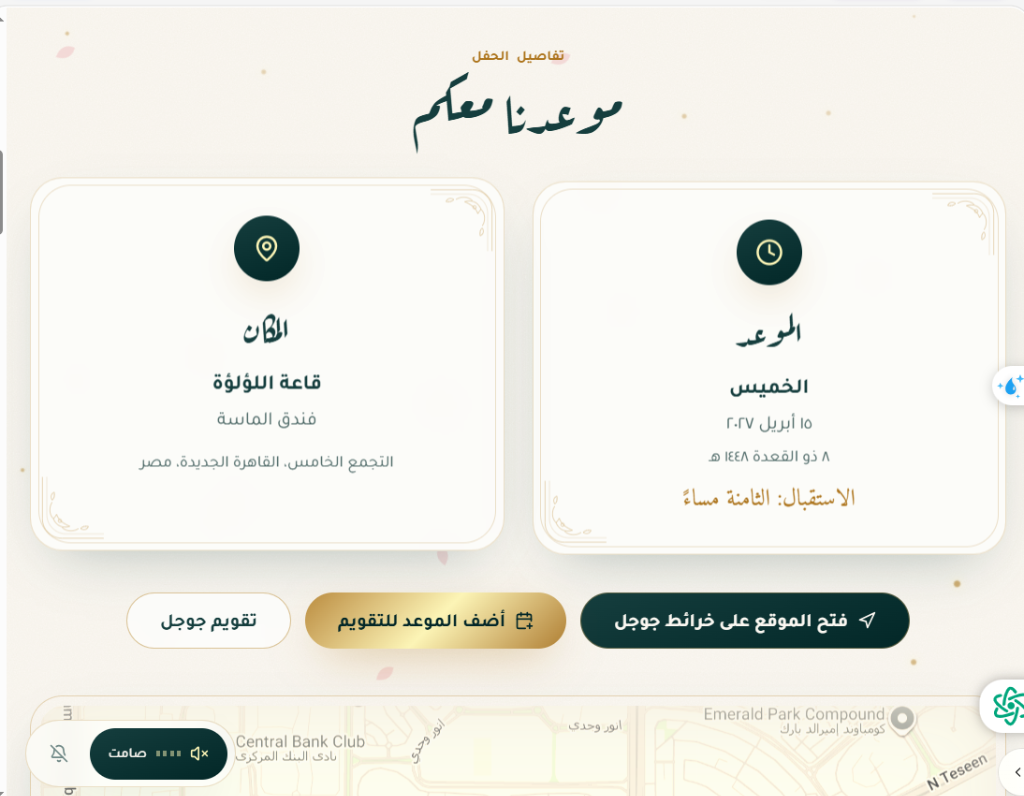 تفاصيل الحفل
موعدنا معكم
الموعد
الخميس
١٥ أبريل ٢٠٢٧
٨ ذو القعدة ١٤٤٨ هـ
الاستقبال: الثامنة مساءً
المكان
قاعة اللؤلؤة
فندق الماسة
التجمع الخامس، القاهرة الجديدة، مصر
فتح الموقع على خرائط جوجل
أضف الموعد للتقويم
تقويم جوجل
Emerald Park Compound
كومباوند إميرالد بارك
انور وجدى
انور وجدى
Central Bank Club
نادى البنك المركزى
N Teseen
صامت